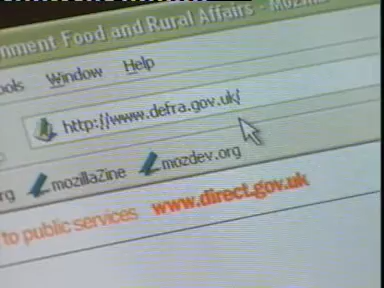 nment Food and Rural Affairs - Mozi
ools Window Help
http://www.defra.gov.uk/
rg mozillaZine mozdev.org
to public services www.direct.gov.uk